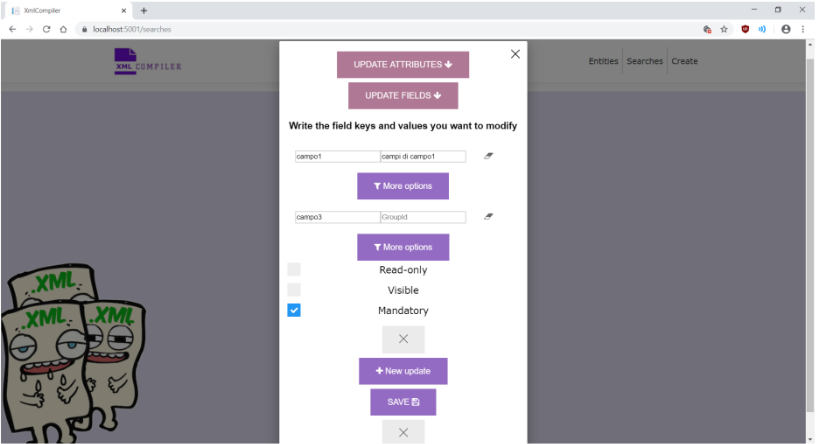 XmlCompiler
localhost:5001/searches
XML COMPILER
Entities Searches Create
UPDATE ATTRIBUTES
UPDATE FIELDS
Write the field keys and values you want to modify
campo1 campi di campo1
More options
campo3 GroupId
More options
Read-only
Visible
Mandatory
+ New update
SAVE
.XML
.XML .XML